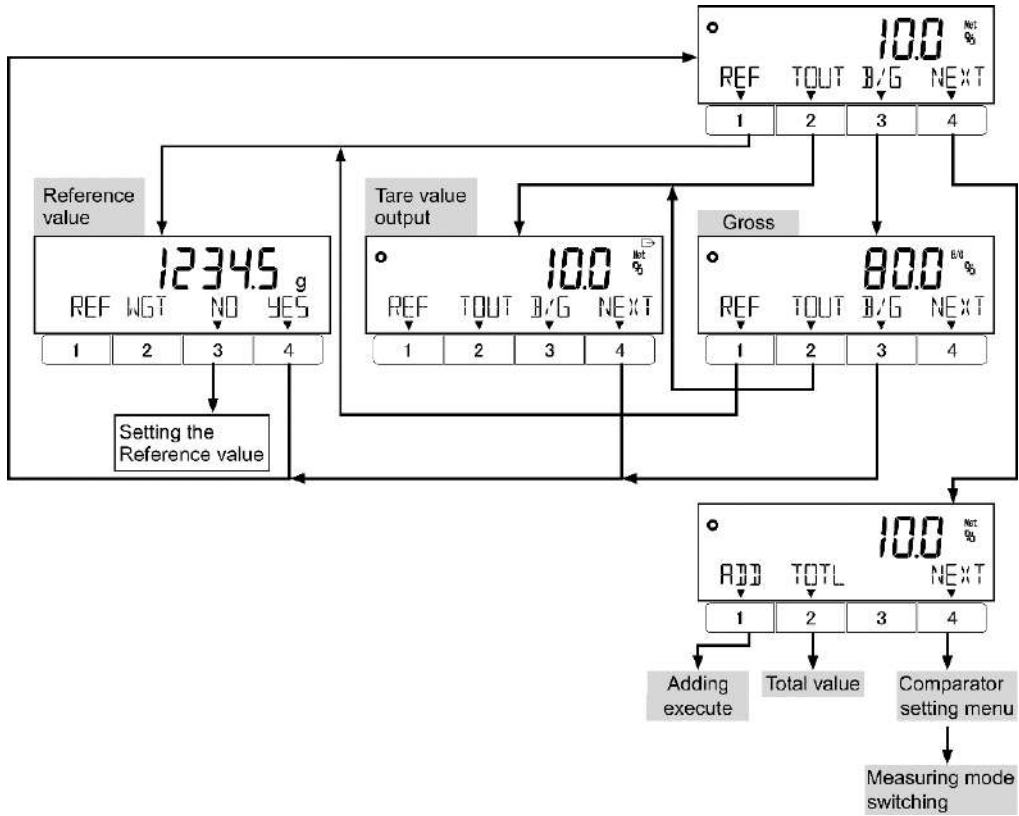 10.0 Net %
REF TOUT B/G NEXT
1 2 3 4
Reference
value
1234.5 g
REF WGT NO YES
1 2 3 4
Setting the
Reference value
Tare value
output
10.0 Net %
REF TOUT B/G NEXT
1 2 3 4
Gross
80.0 B/G %
REF TOUT B/G NEXT
1 2 3 4
10.0 Net %
ADD TOTL NEXT
1 2 3 4
Adding
execute
Total value
Comparator
setting menu
Measuring mode
switching